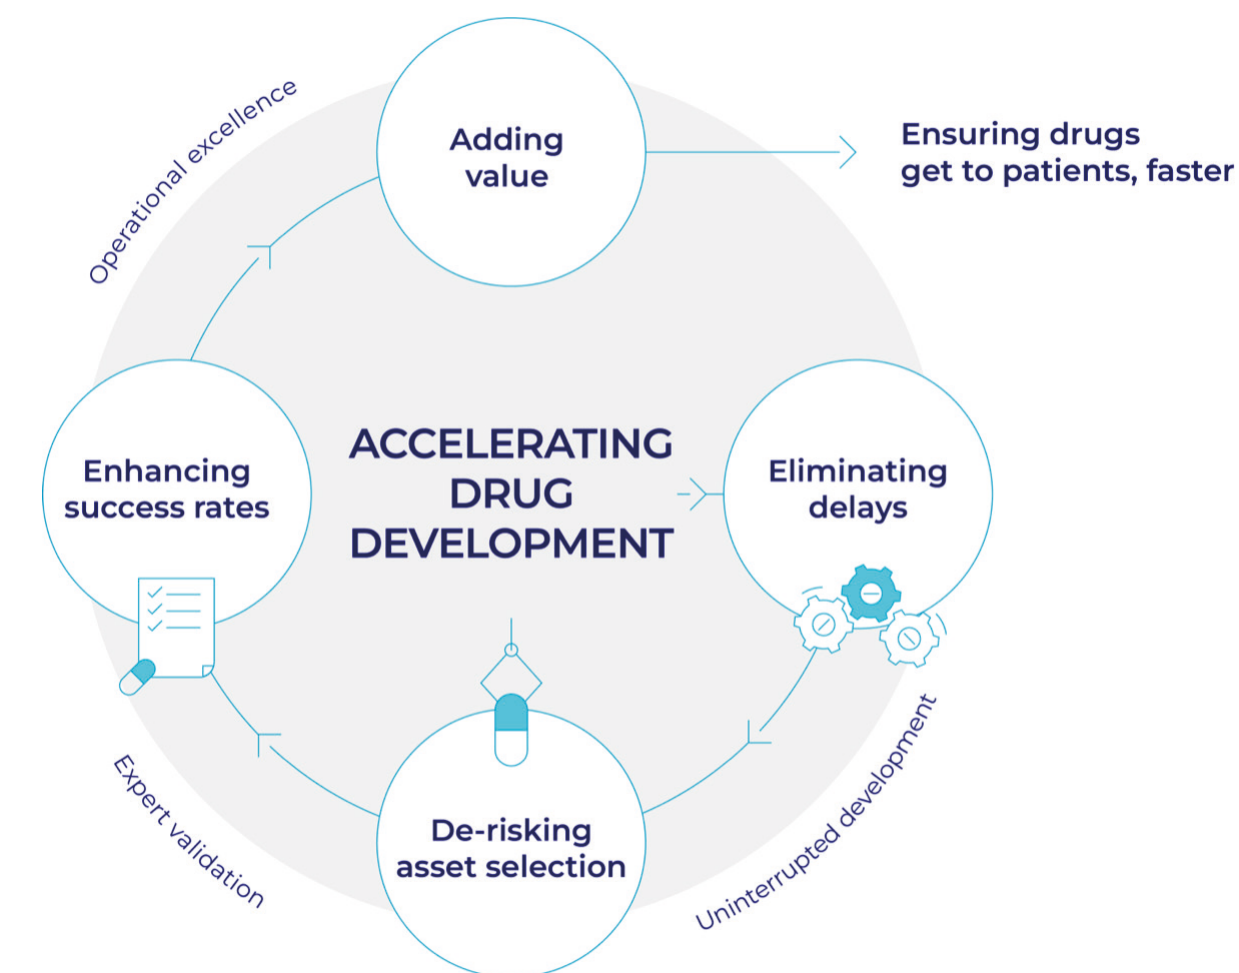 Operational excellence
Adding
value
Ensuring drugs
get to patients, faster
Enhancing
success rates
ACCELERATING
DRUG
DEVELOPMENT
Eliminating
delays
De-risking
asset selection
Expert validation
Uninterrupted development